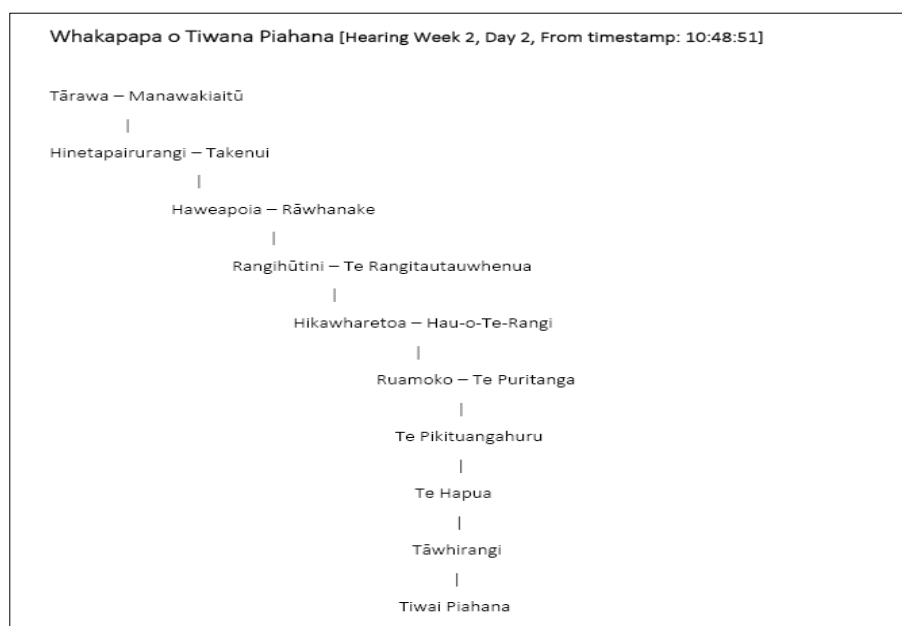 Whakapapa o Tiwana Piahana [Hearing Week 2, Day 2, From timestamp: 10:48:51]
Tārawa – Manawakiaitū
|
Hinetapairurangi – Takenui
|
Haweapoia – Rāwhanake
|
Rangihūtini – Te Rangitautauwhenua
|
Hikawharetoa – Hau-o-Te-Rangi
|
Ruamoko – Te Puritanga
|
Te Pikituangahuru
|
Te Hapua
|
Tāwhirangi
|
Tiwai Piahana